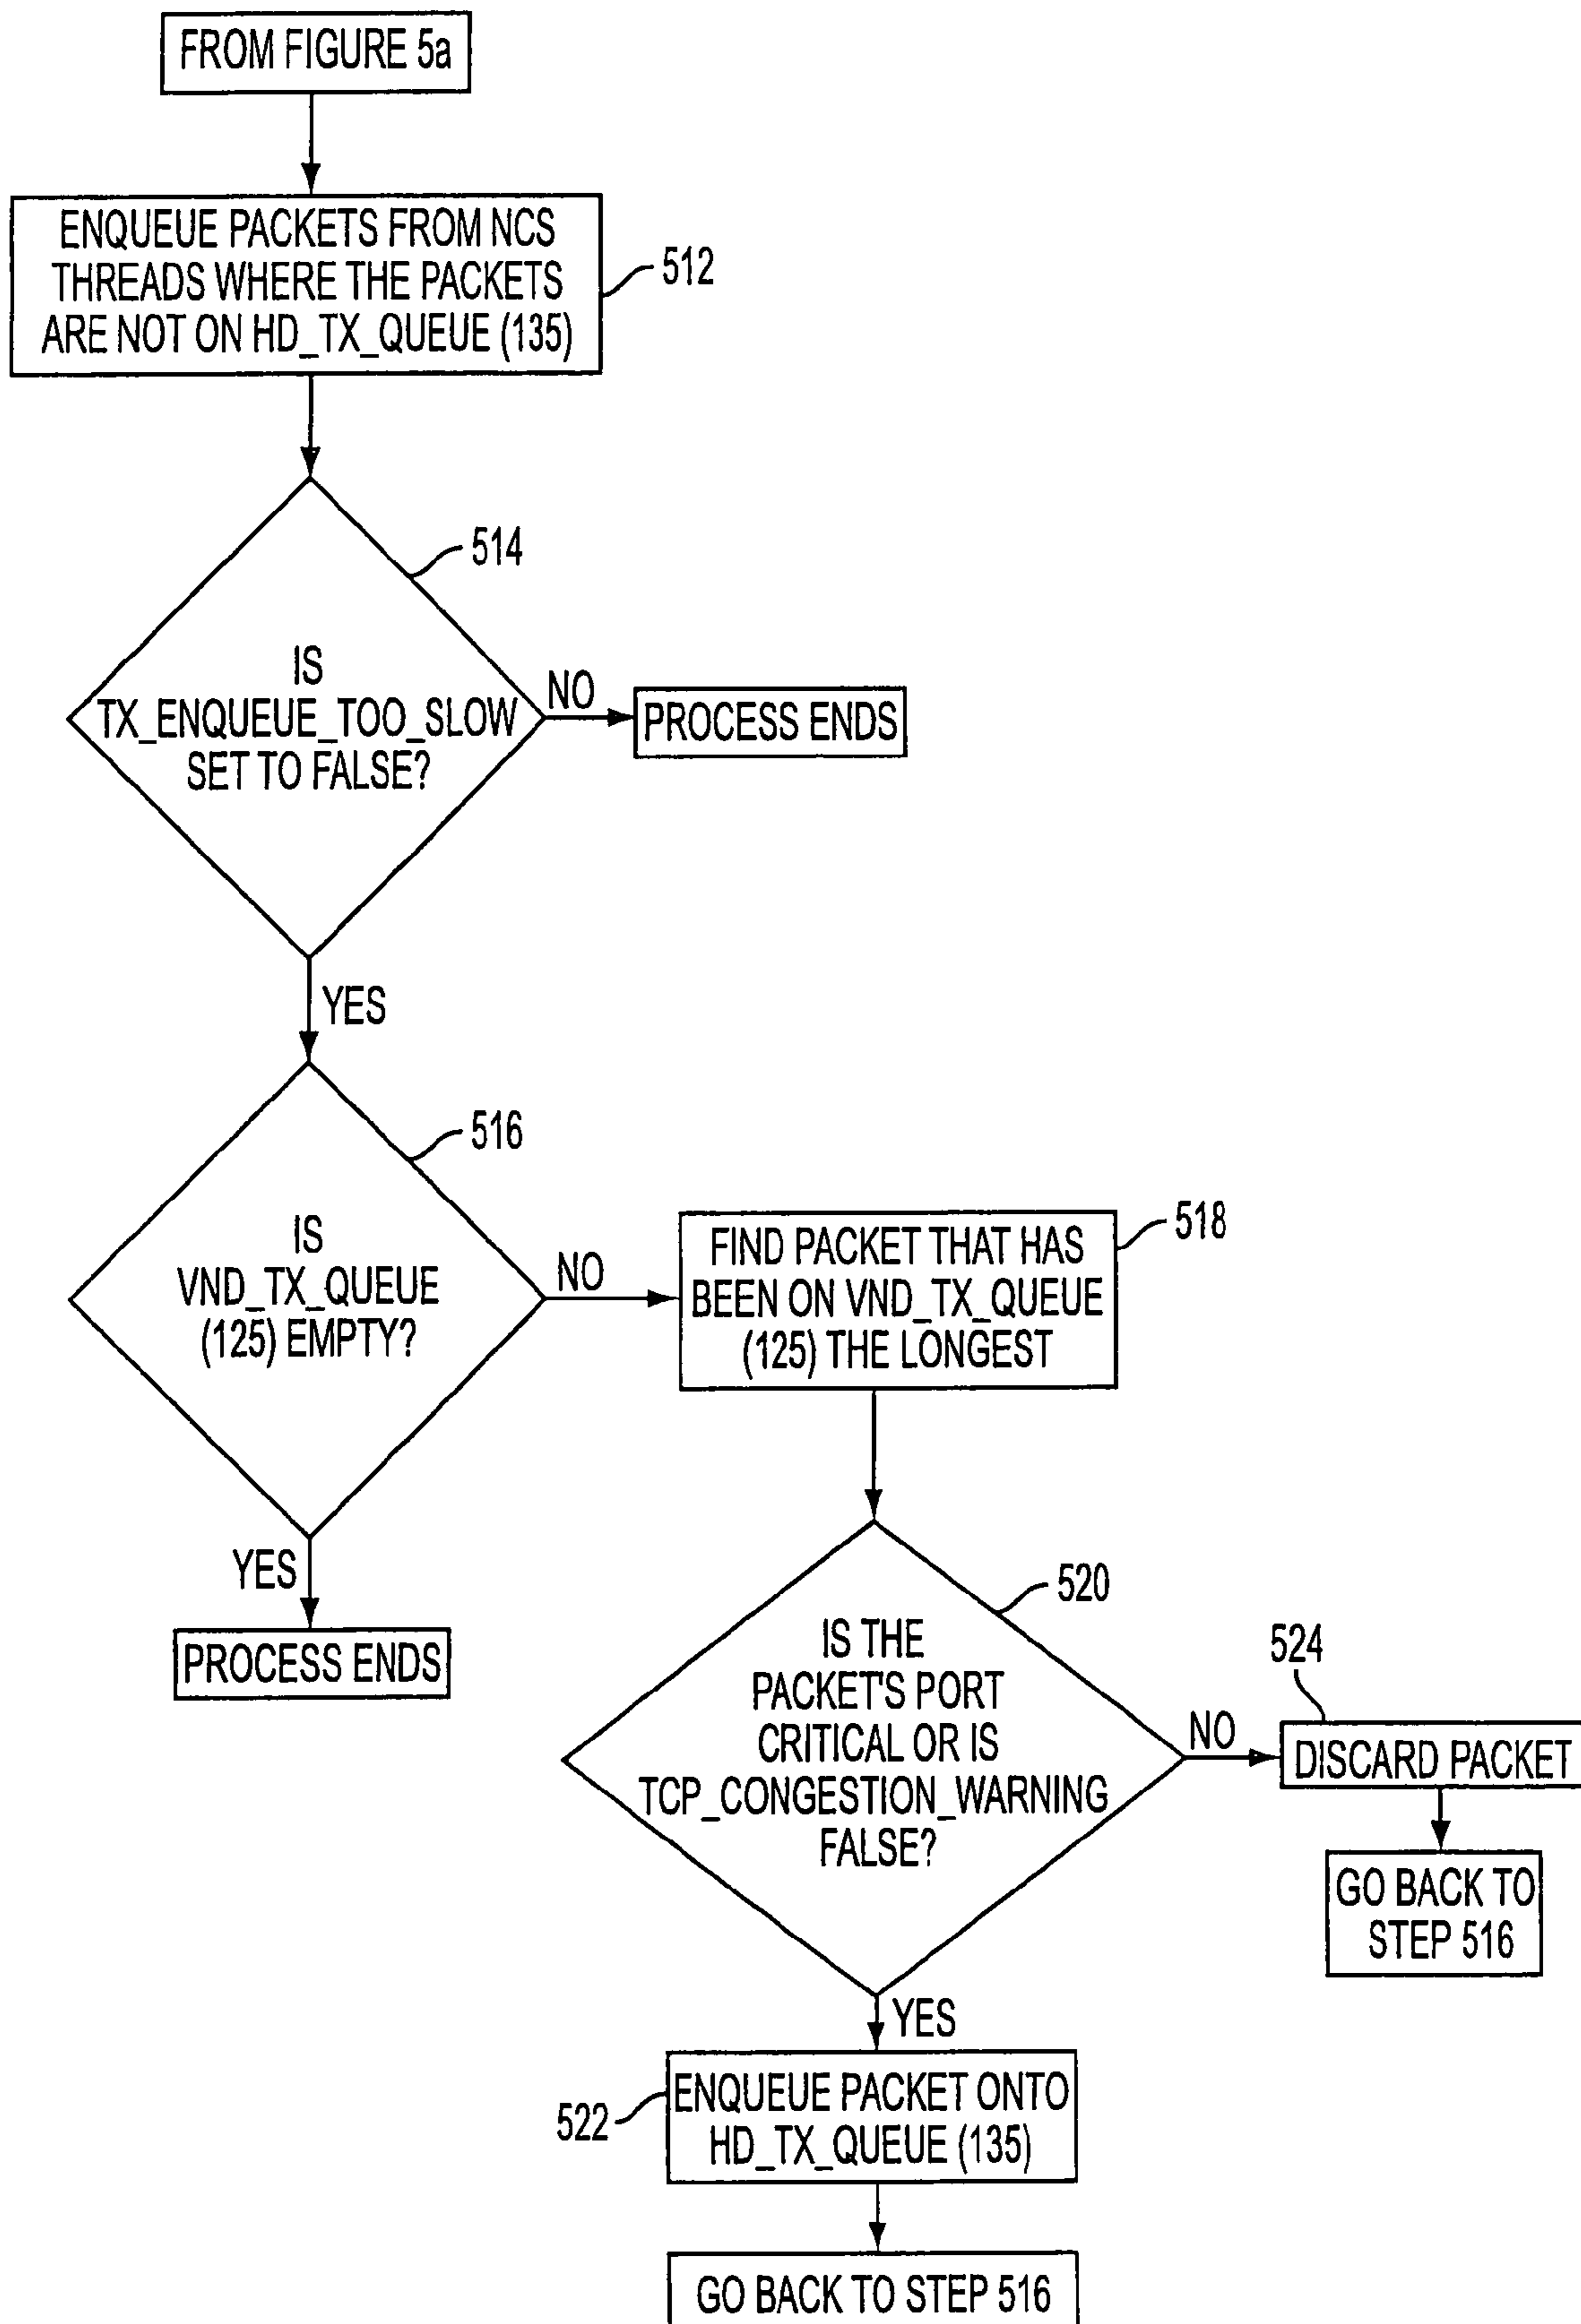 FROM FIGURE 5a
ENQUEUE PACKETS FROM NCS
THREADS WHERE THE PACKETS
ARE NOT ON HD_TX_QUEUE (135)
512
514
IS
TX_ENQUEUE_TOO_SLOW
SET TO FALSE?
NO
PROCESS ENDS
YES
516
IS
VND_TX_QUEUE
(125) EMPTY?
NO
518
FIND PACKET THAT HAS
BEEN ON VND_TX_QUEUE
(125) THE LONGEST
YES
PROCESS ENDS
520
IS THE
PACKET'S PORT
CRITICAL OR IS
TCP_CONGESTION_WARNING
FALSE?
NO
524
DISCARD PACKET
GO BACK TO
STEP 516
YES
522
ENQUEUE PACKET ONTO
HD_TX_QUEUE (135)
GO BACK TO STEP 516